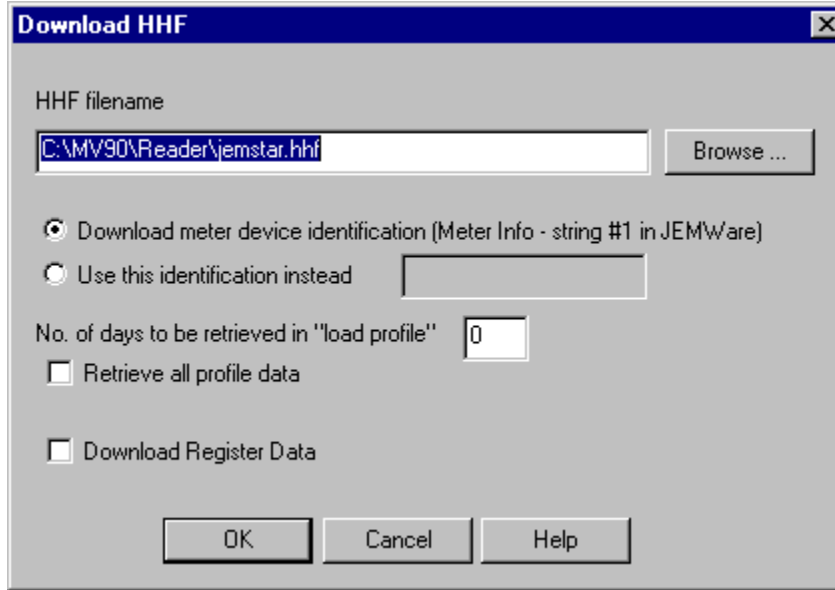 Download HHF
HHF filename
C:\MV90\Reader\jemstar.hhf
Browse ...
Download meter device identification (Meter Info - string #1 in JEMWare)
Use this identification instead
No. of days to be retrieved in "load profile" 0
Retrieve all profile data
Download Register Data
OK Cancel Help